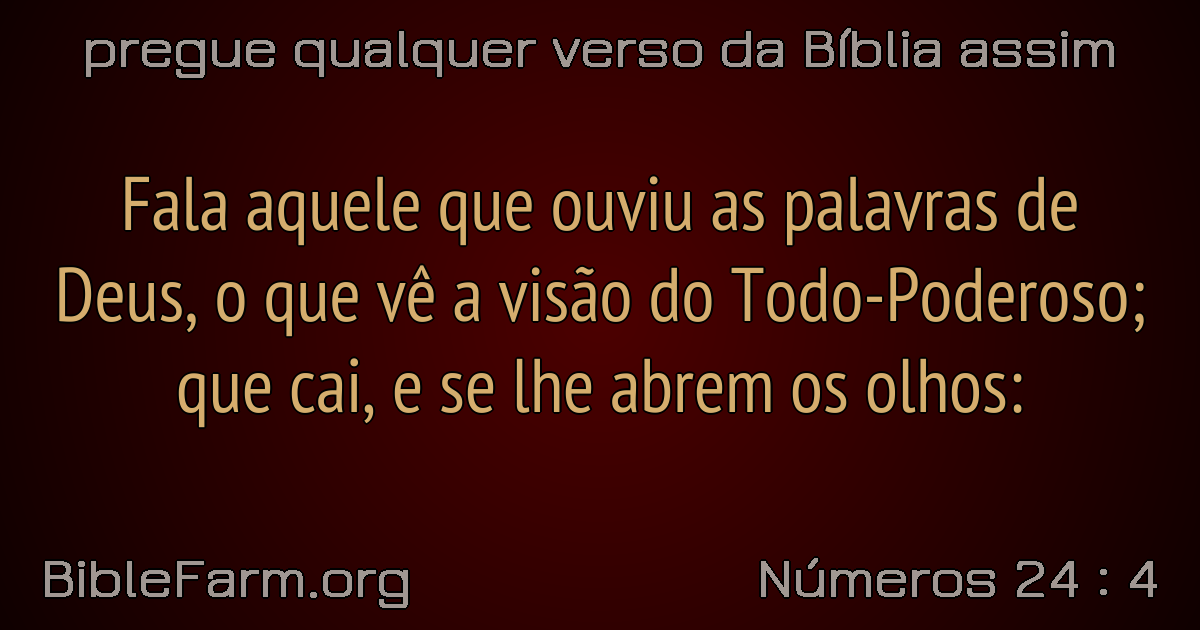 pregue qualquer verso da Bíblia assim
Fala aquele que ouviu as palavras de
Deus, o que vê a visão do Todo-Poderoso;
que cai, e se lhe abrem os olhos:
BibleFarm.org
Números 24 : 4